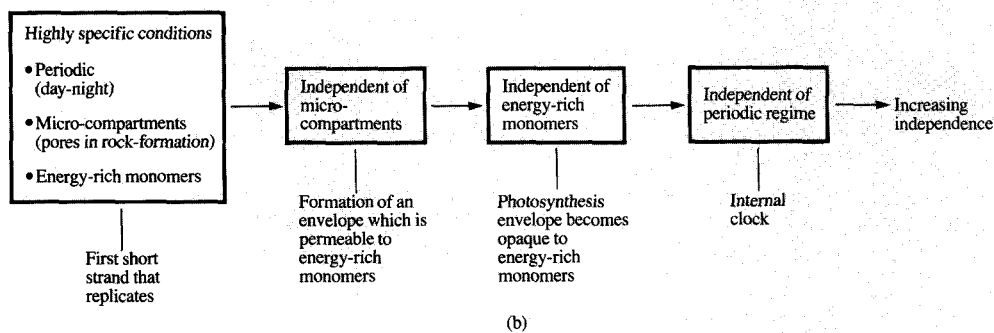 Highly specific conditions
• Periodic
(day-night)
• Micro-compartments
(pores in rock-formation)
• Energy-rich monomers
First short
strand that
replicates
Independent of
micro-
compartments
Formation of an
envelope which is
permeable to
energy-rich
monomers
Independent of
energy-rich
monomers
Photosynthesis
envelope becomes
opaque to
energy-rich
monomers
Independent of
periodic regime
Internal
clock
Increasing
independence
(b)